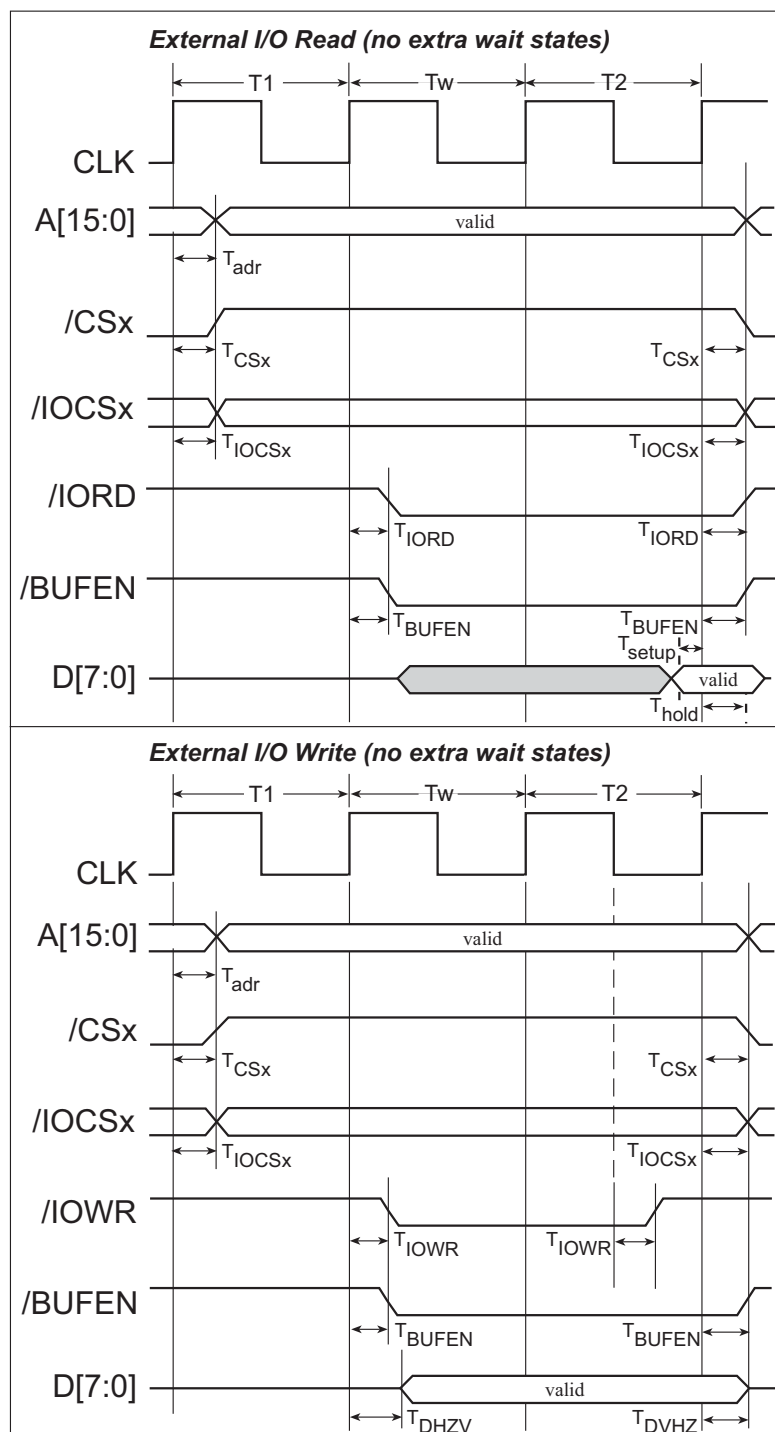 External I/O Read (no extra wait states)
T1 Tw T2
CLK
A[15:0] valid
Tadr
/CSx
TCSx TCSx
/IOCSx
TIOCSx TIOCSx
/IORD
TIORD TIORD
/BUFEN
TBUFEN TBUFEN
Tsetup
D[7:0] valid
Thold
External I/O Write (no extra wait states)
T1 Tw T2
CLK
A[15:0] valid
Tadr
/CSx
TCSx TCSx
/IOCSx
TIOCSx TIOCSx
/IOWR
TIOWR TIOWR
/BUFEN
TBUFEN TBUFEN
D[7:0] valid
TDHZV TDVHZ